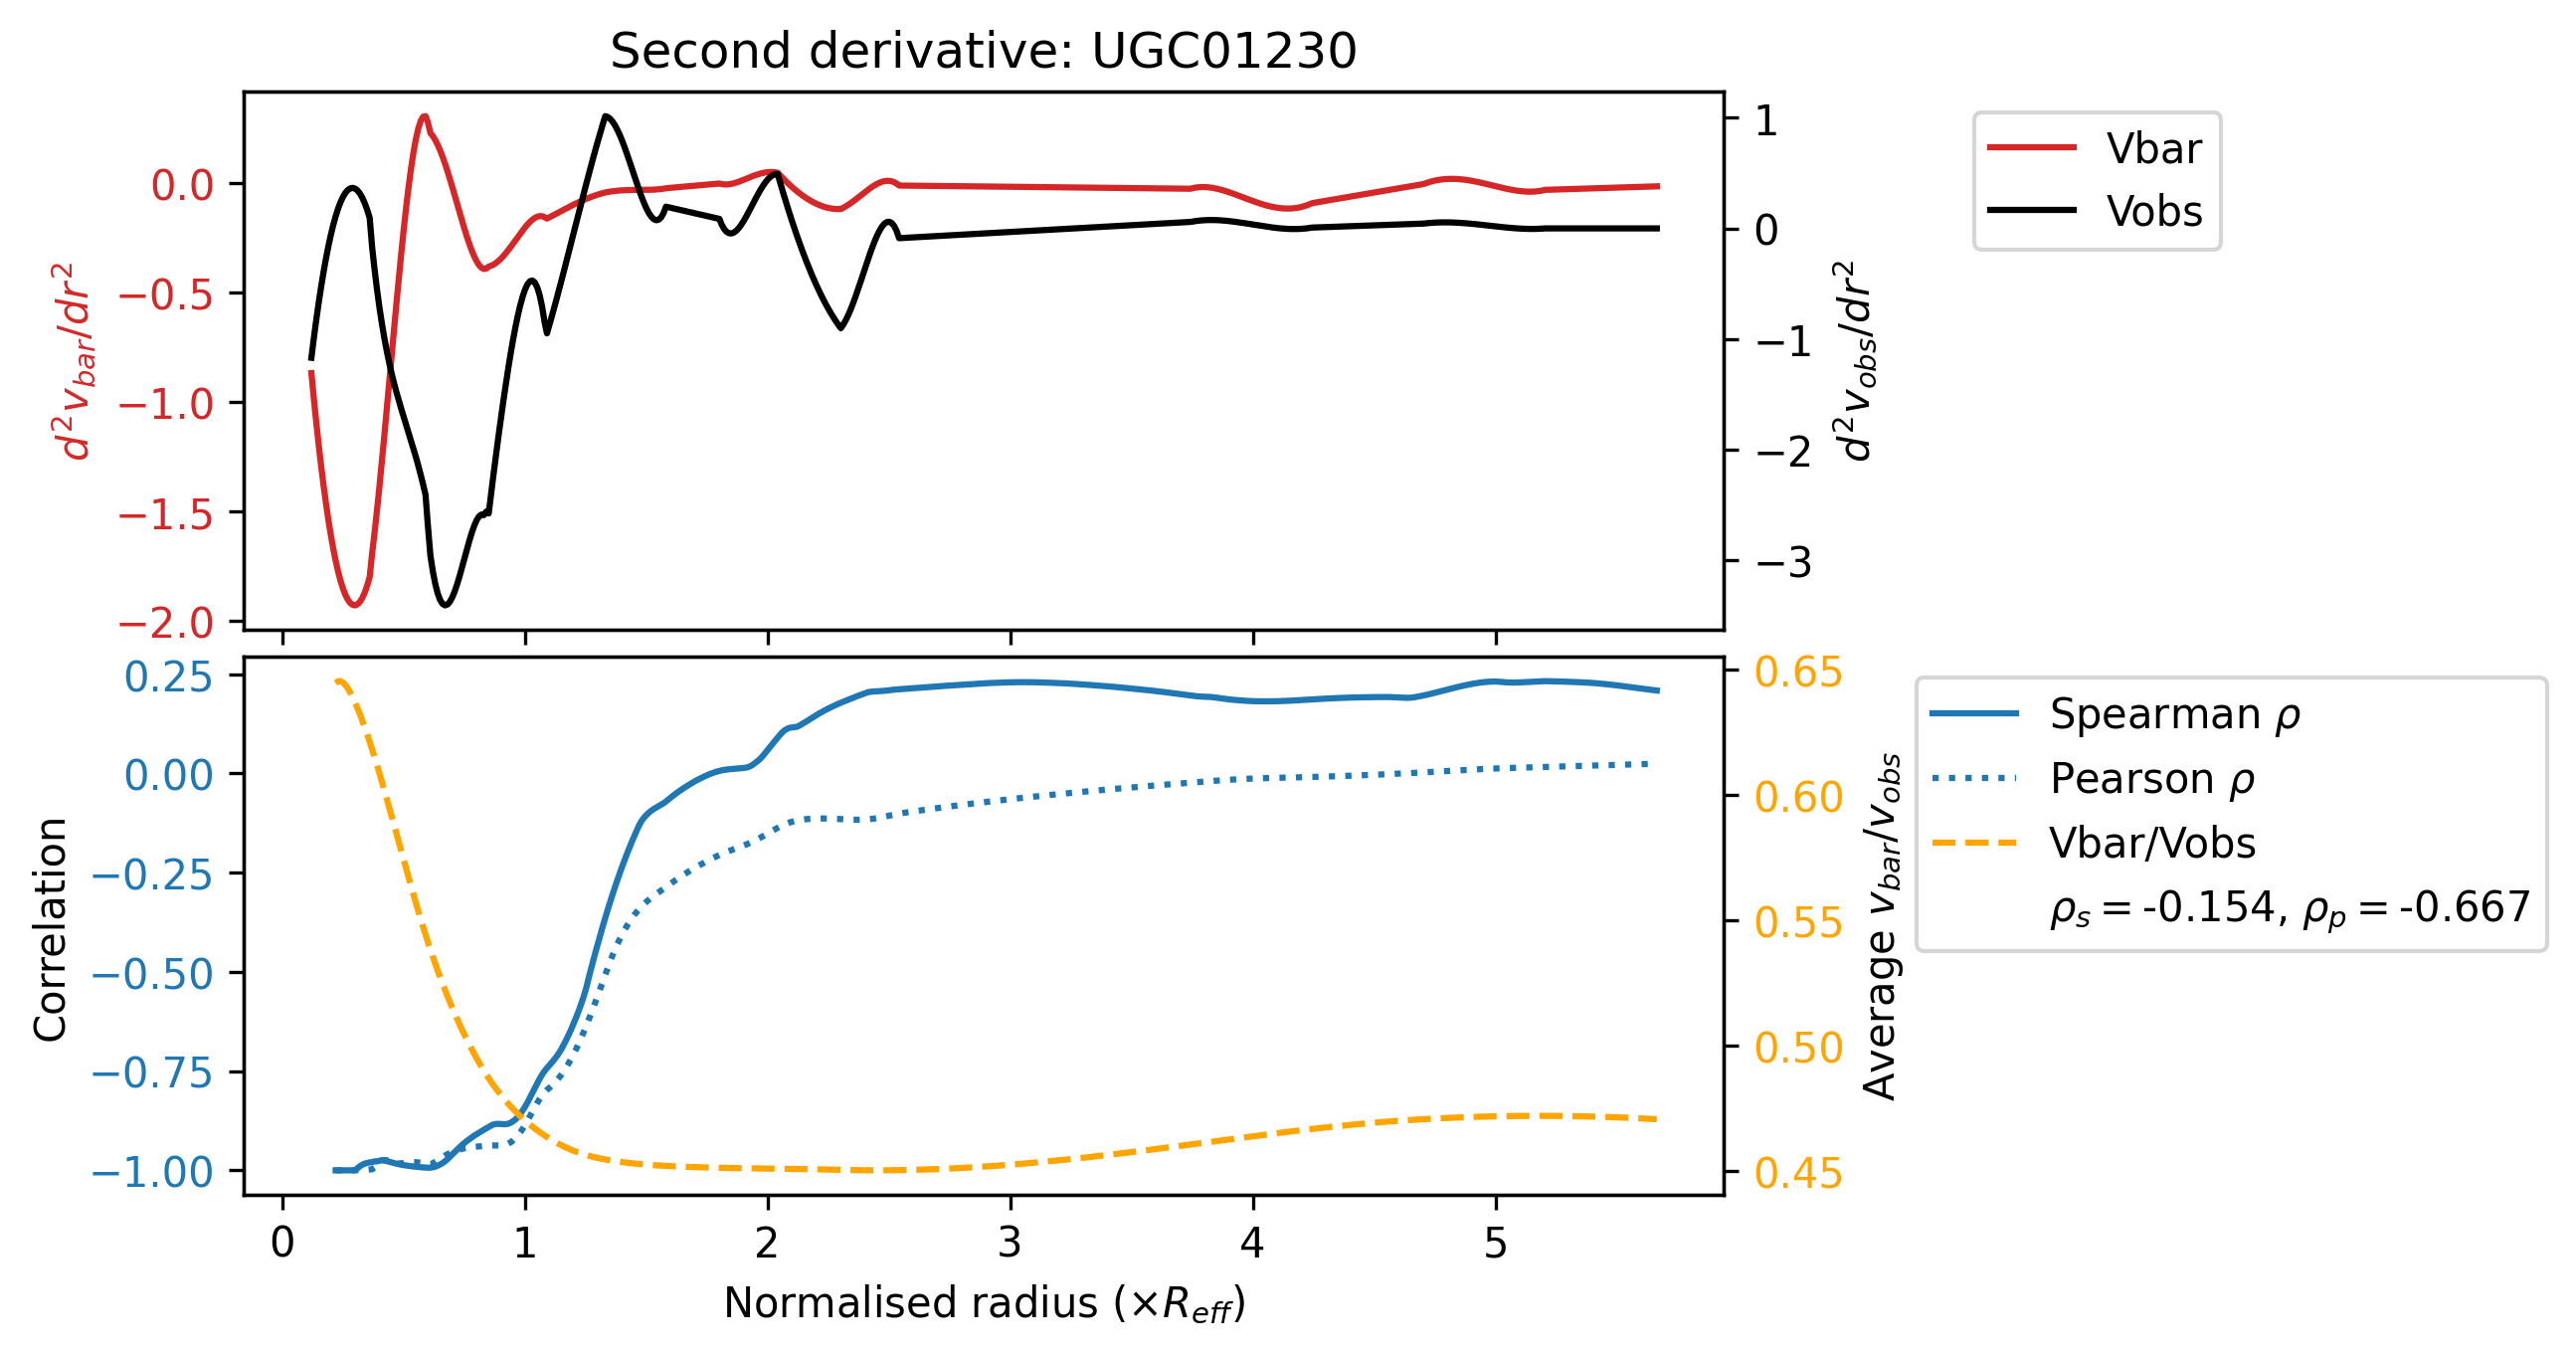 Second derivative: UGC01230
0.0
−0.5
−1.0
−1.5
−2.0
d²v_bar/dr²
1
0
−1
−2
−3
d²v_obs/dr²
Vbar
Vobs
0.25
0.00
−0.25
−0.50
−0.75
−1.00
Correlation
0.65
0.60
0.55
0.50
0.45
Average v_bar/v_obs
Spearman ρ
Pearson ρ
Vbar/Vobs
ρ_s = -0.154, ρ_p = -0.667
0 1 2 3 4 5
Normalised radius (×R_eff)